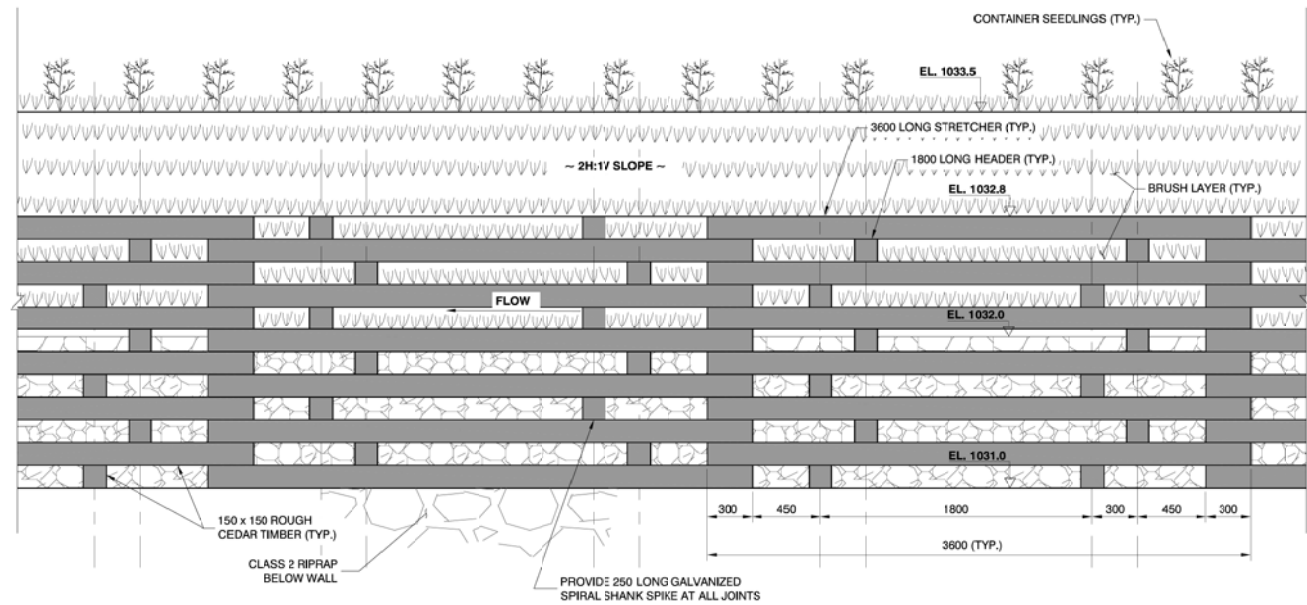 CONTAINER SEEDLINGS (TYP.)
EL. 1033.5
3600 LONG STRETCHER (TYP.)
~ 2H:1V SLOPE ~
1800 LONG HEADER (TYP.)
EL. 1032.8
BRUSH LAYER (TYP.)
FLOW
EL. 1032.0
EL. 1031.0
300
450
1800
300
450
300
3600 (TYP.)
150 x 150 ROUGH
CEDAR TIMBER (TYP.)
CLASS 2 RIPRAP
BELOW WALL
PROVIDE 250 LONG GALVANIZED
SPIRAL SHANK SPIKE AT ALL JOINTS